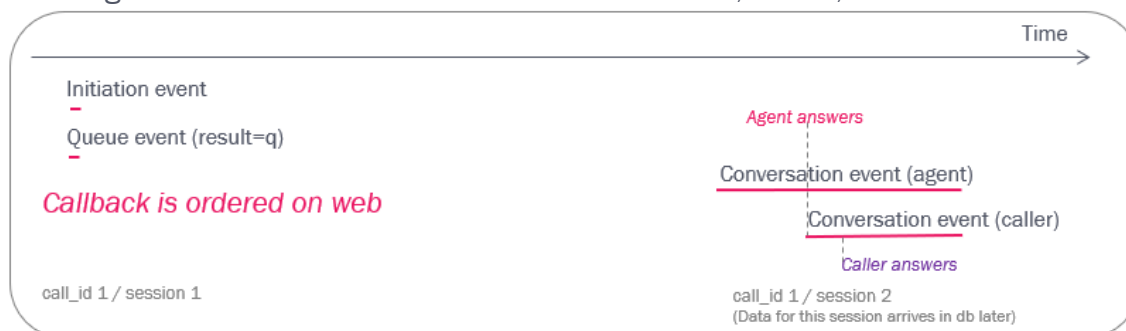 Time
Initiation event
Queue event (result=q)
Callback is ordered on web
call_id 1 / session 1
Agent answers
Conversation event (agent)
Conversation event (caller)
Caller answers
call_id 1 / session 2
(Data for this session arrives in db later)